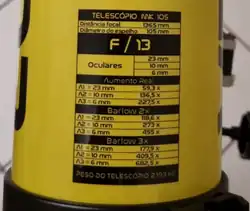 TELESCÓPIO MK 105
Distância focal 1365 mm
Diâmetro do espelho 105 mm
F / 13
Oculares
23 mm
10 mm
6 mm
Aumento Real
A1 = 23 mm 59,3 x
A2 = 10 mm 136,5 x
A3 = 6 mm 227,5 x
Barlow 2x
A1 = 23 mm 118,6 x
A2 = 10 mm 273 x
A3 = 6 mm 455 x
Barlow 3x
A1 = 23 mm 177,9 x
A2 = 10 mm 409,5 x
A3 = 6 mm 682,5 x
PESO DO TELESCÓPIO